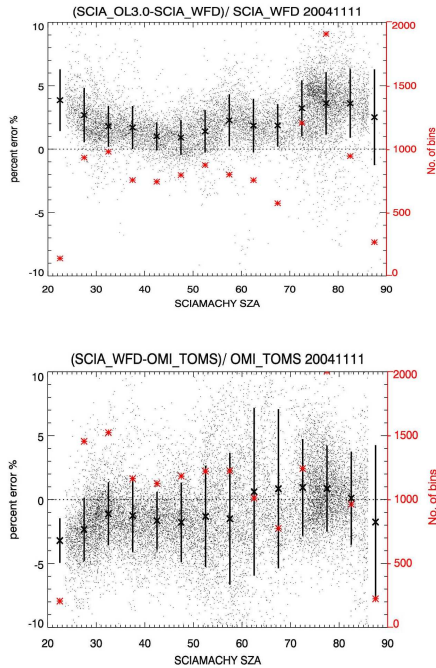 (SCIA_OL3.0-SCIA_WFD)/ SCIA_WFD 20041111
10
5
0
-5
-10
percent error %
2000
1500
1000
500
0
No. of bins
20 30 40 50 60 70 80 90
SCIAMACHY SZA
(SCIA_WFD-OMI_TOMS)/ OMI_TOMS 20041111
10
5
0
-5
-10
percent error %
2000
1500
1000
500
0
No. of bins
20 30 40 50 60 70 80 90
SCIAMACHY SZA